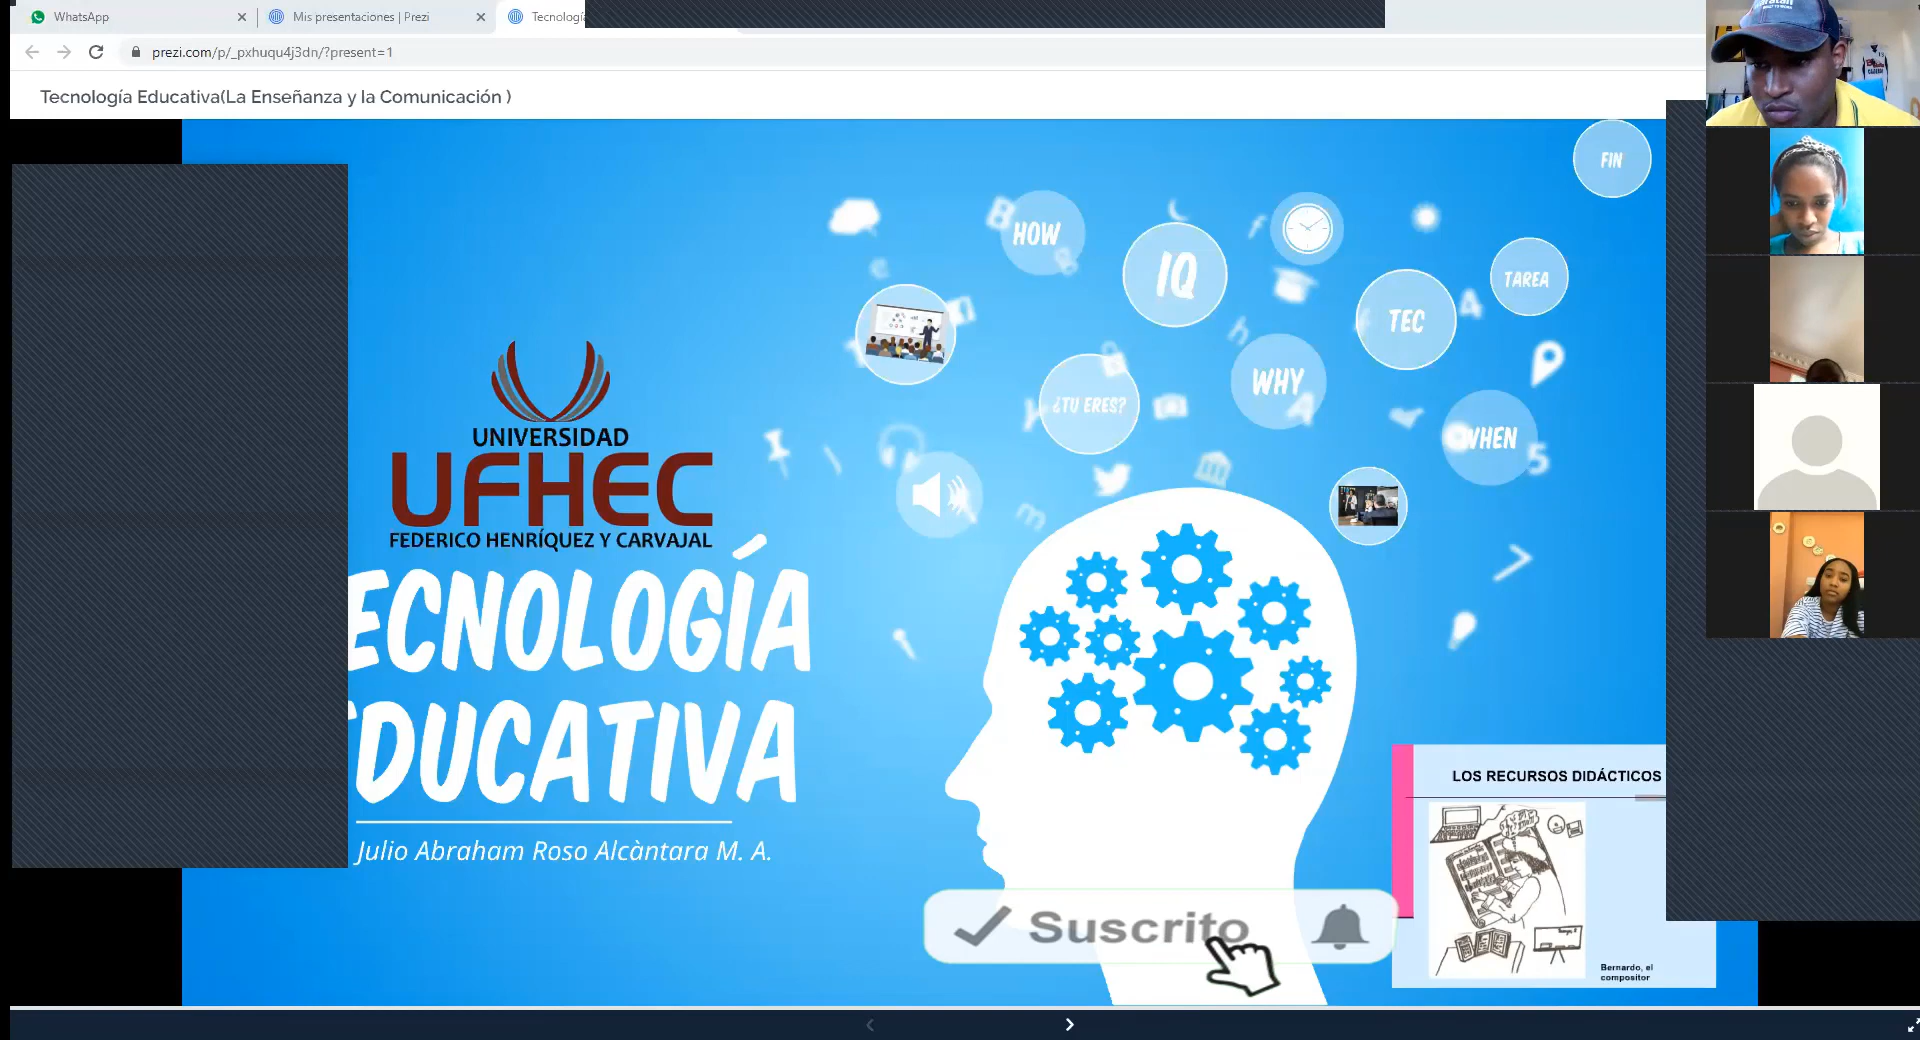 WhatsApp
Mis presentaciones | Prezi
Tecnología
prezi.com/p/_pxhuqu4j3dn/?present=1
Tecnología Educativa(La Enseñanza y la Comunicación )
FIN
HOW
IQ
TAREA
TEC
WHY
¿TU ERES?
WHEN
UNIVERSIDAD
UFHEC
FEDERICO HENRÍQUEZ Y CARVAJAL
ECNOLOGÍA
EDUCATIVA
Julio Abraham Roso Alcàntara M. A.
LOS RECURSOS DIDÁCTICOS
Bernardo, el
compositor
Suscrito